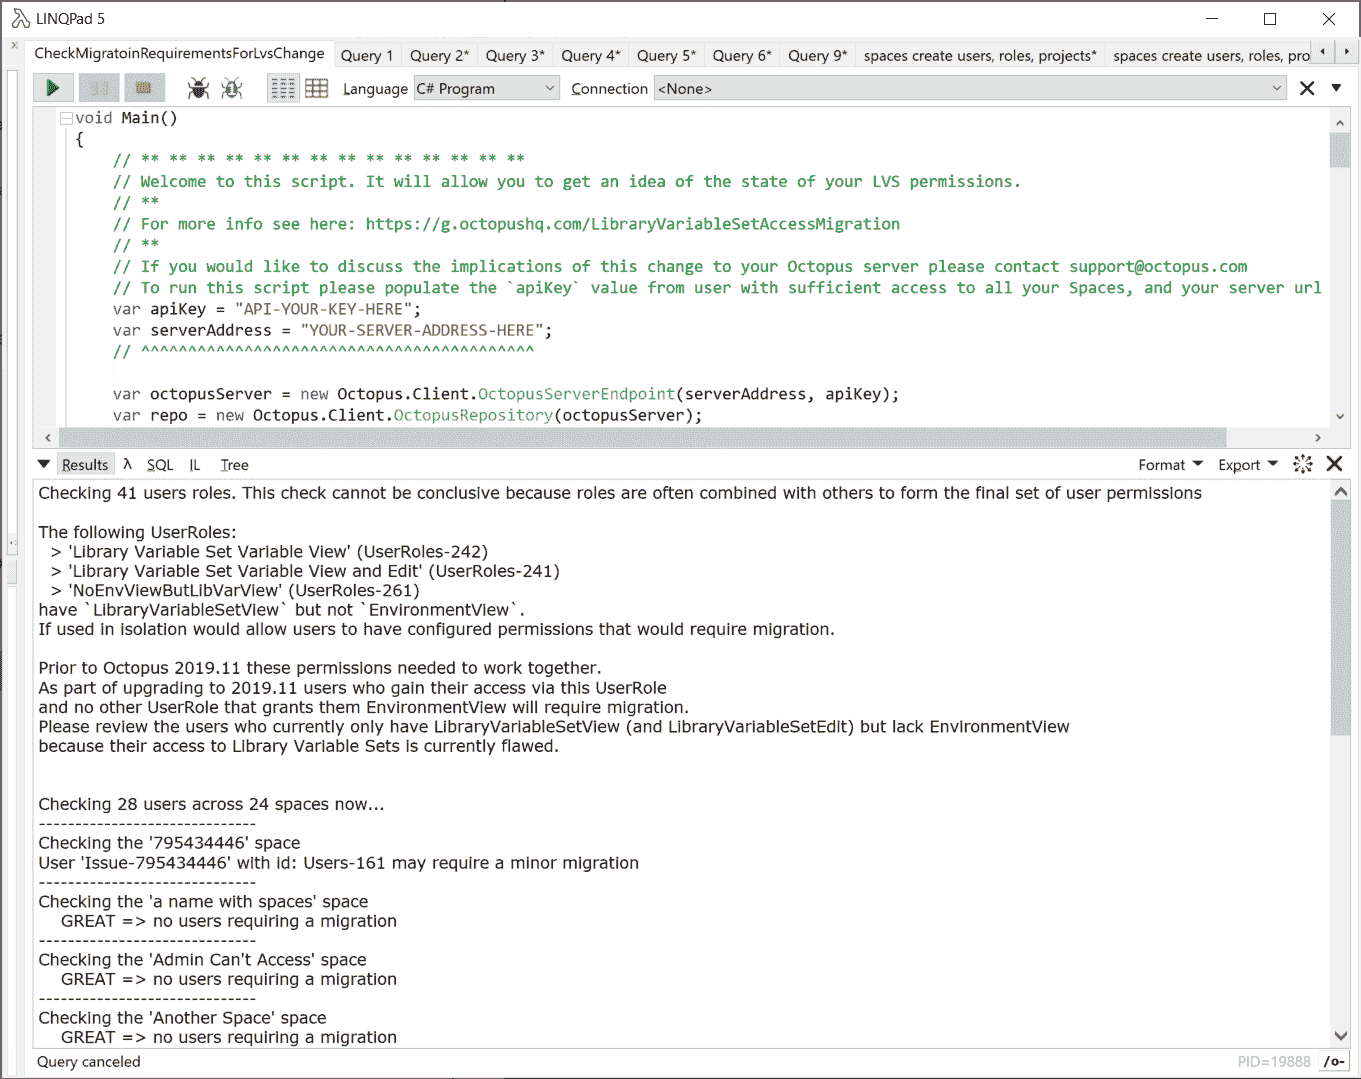 LINQPad 5
CheckMigratoinRequirementsForLvsChange Query 1 Query 2* Query 3* Query 4* Query 5* Query 6* Query 9* spaces create users, roles, projects* spaces create users, roles, pro
Language C# Program Connection <None>
void Main()
{
// ** ** ** ** ** ** ** ** ** ** ** ** ** **
// Welcome to this script. It will allow you to get an idea of the state of your LVS permissions.
// **
// For more info see here: https://g.octopushq.com/LibraryVariableSetAccessMigration
// **
// If you would like to discuss the implications of this change to your Octopus server please contact support@octopus.com
// To run this script please populate the `apiKey` value from user with sufficient access to all your Spaces, and your server url
var apiKey = "API-YOUR-KEY-HERE";
var serverAddress = "YOUR-SERVER-ADDRESS-HERE";
// ^^^^^^^^^^^^^^^^^^^^^^^^^^^^^^^^^^^^^^^^^^
var octopusServer = new Octopus.Client.OctopusServerEndpoint(serverAddress, apiKey);
var repo = new Octopus.Client.OctopusRepository(octopusServer);
Results λ SQL IL Tree Format Export
Checking 41 users roles. This check cannot be conclusive because roles are often combined with others to form the final set of user permissions
The following UserRoles:
> 'Library Variable Set Variable View' (UserRoles-242)
> 'Library Variable Set Variable View and Edit' (UserRoles-241)
> 'NoEnvViewButLibVarView' (UserRoles-261)
have `LibraryVariableSetView` but not `EnvironmentView`.
If used in isolation would allow users to have configured permissions that would require migration.
Prior to Octopus 2019.11 these permissions needed to work together.
As part of upgrading to 2019.11 users who gain their access via this UserRole
and no other UserRole that grants them EnvironmentView will require migration.
Please review the users who currently only have LibraryVariableSetView (and LibraryVariableSetEdit) but lack EnvironmentView
because their access to Library Variable Sets is currently flawed.
Checking 28 users across 24 spaces now...
------------------------------
Checking the '795434446' space
User 'Issue-795434446' with id: Users-161 may require a minor migration
------------------------------
Checking the 'a name with spaces' space
GREAT => no users requiring a migration
------------------------------
Checking the 'Admin Can't Access' space
GREAT => no users requiring a migration
------------------------------
Checking the 'Another Space' space
GREAT => no users requiring a migration
Query canceled PID=19888 /o-